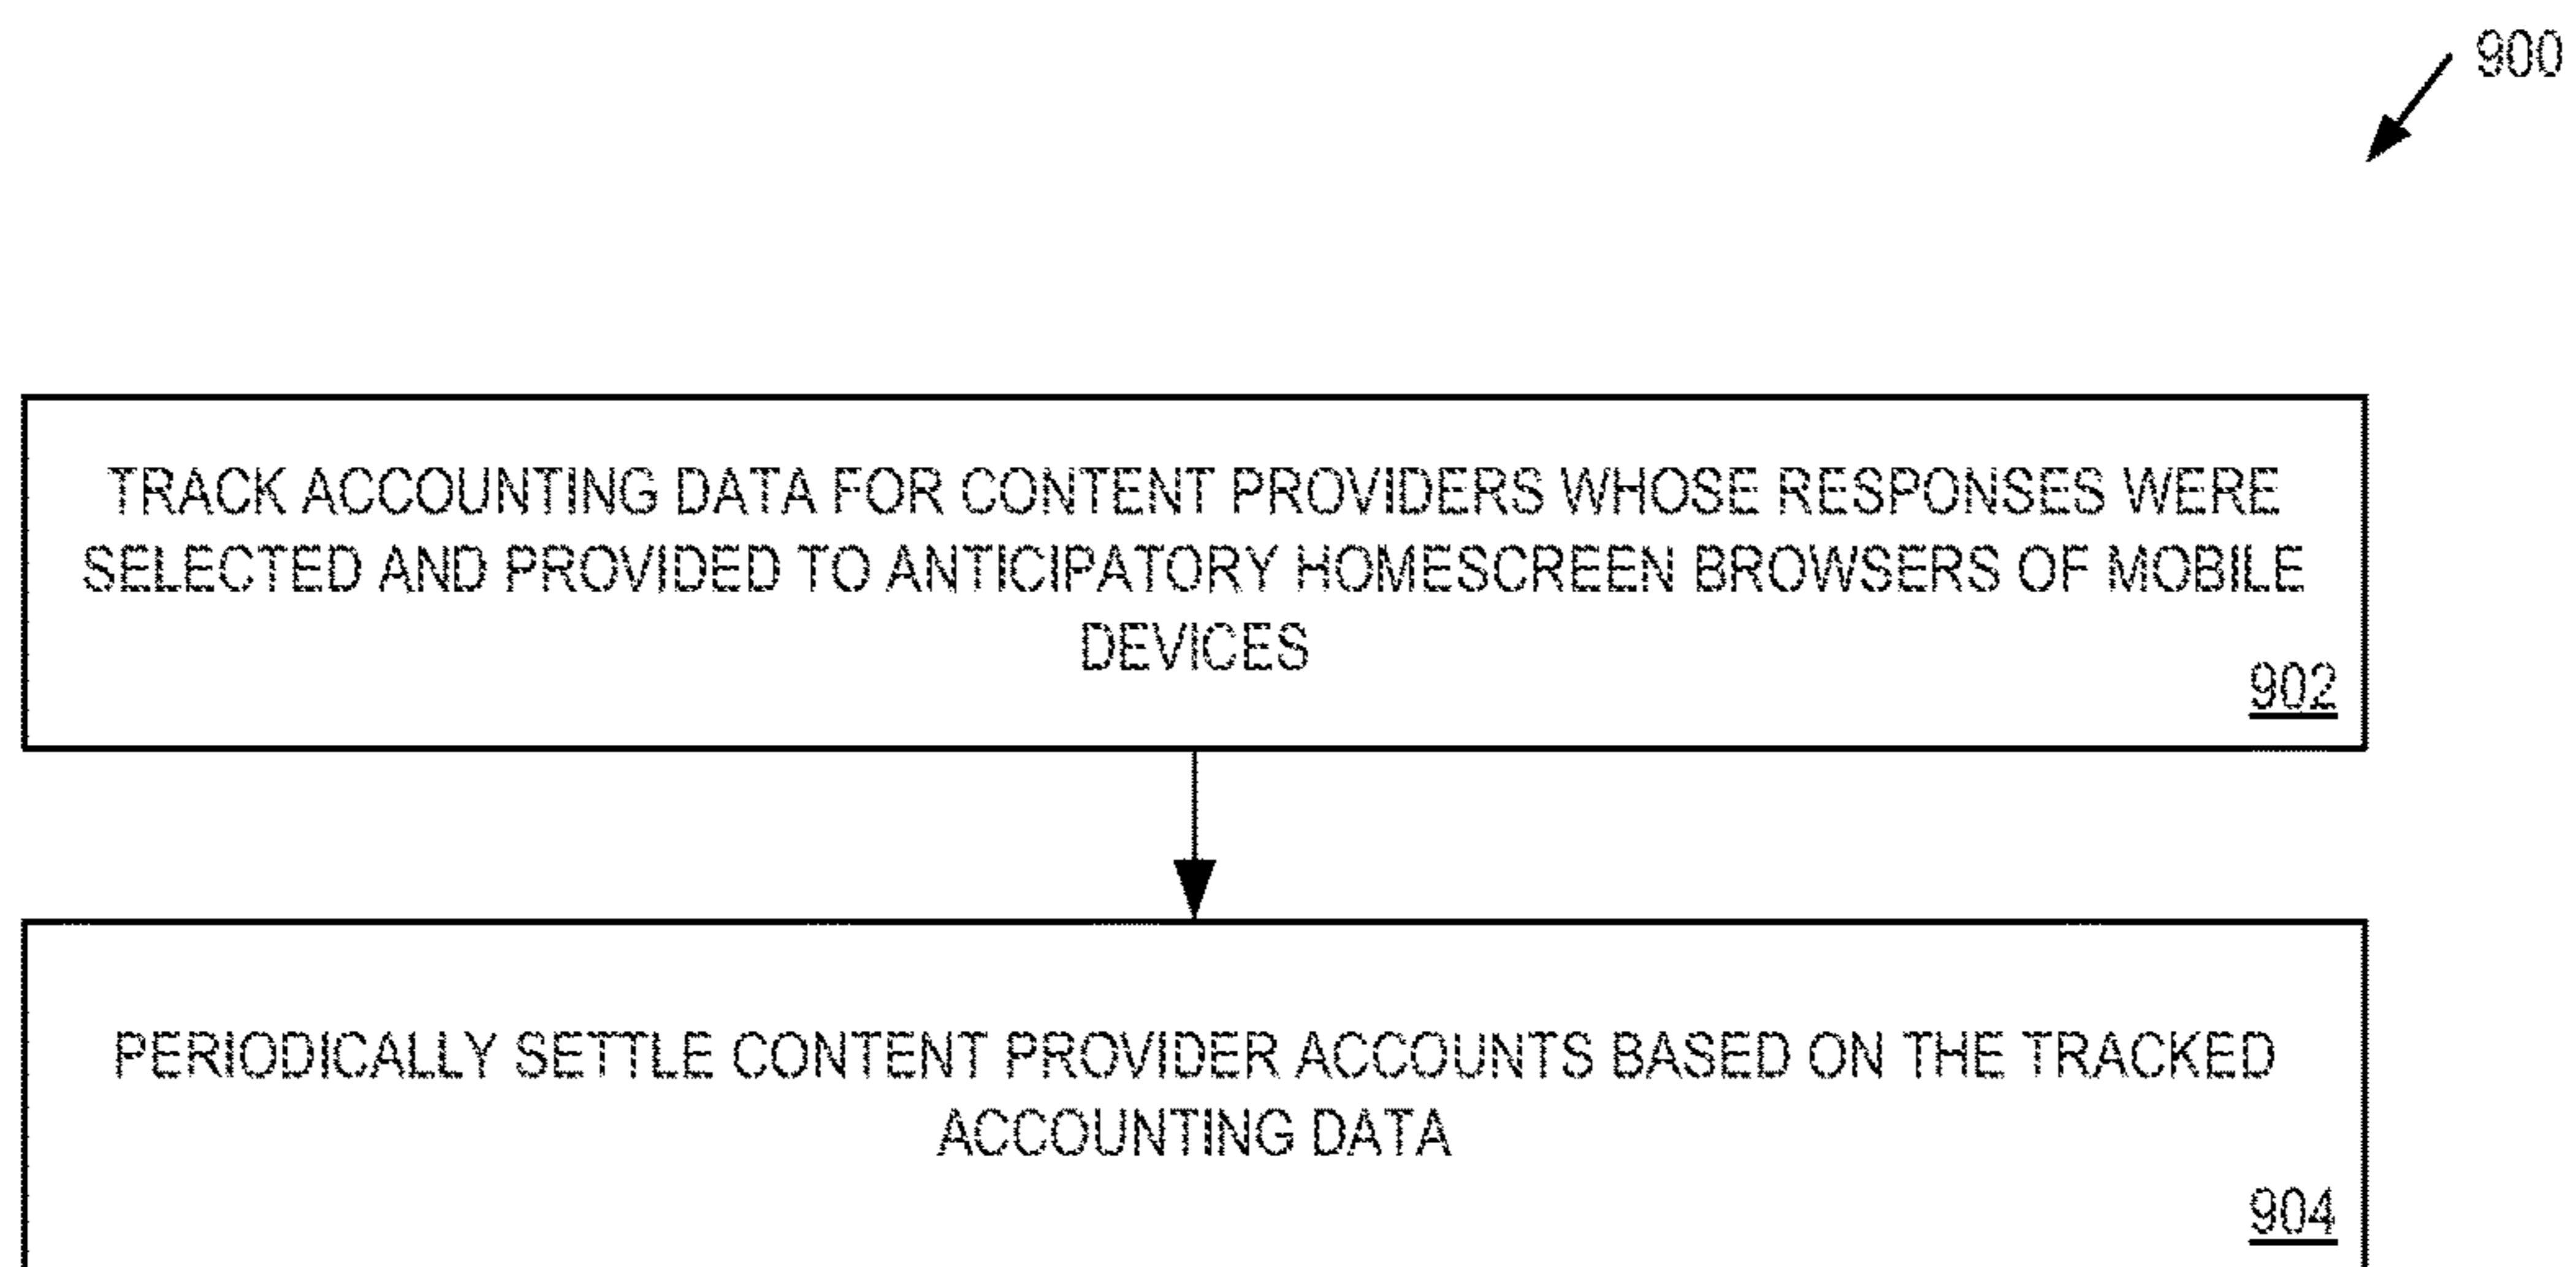 900
TRACK ACCOUNTING DATA FOR CONTENT PROVIDERS WHOSE RESPONSES WERE
SELECTED AND PROVIDED TO ANTICIPATORY HOMESCREEN BROWSERS OF MOBILE
DEVICES
902
PERIODICALLY SETTLE CONTENT PROVIDER ACCOUNTS BASED ON THE TRACKED
ACCOUNTING DATA
904